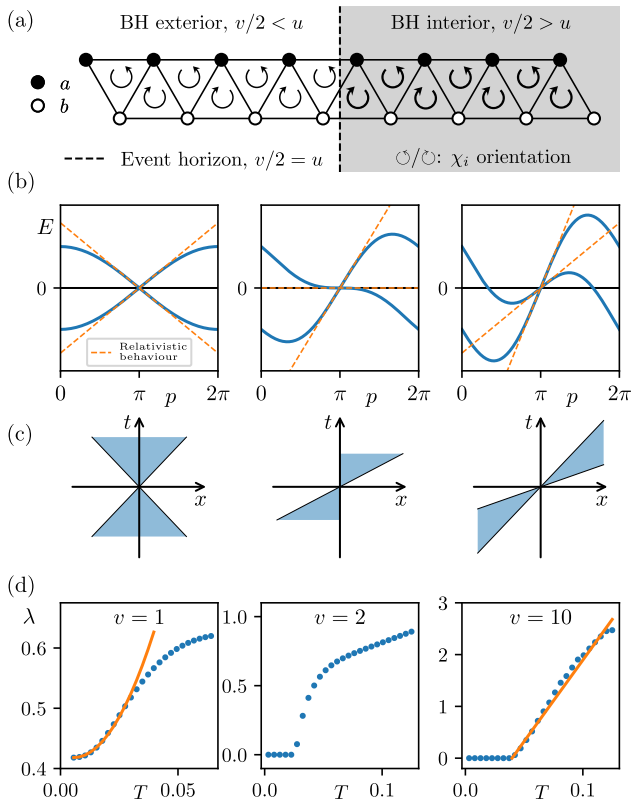 (a)
BH exterior, v/2 < u
BH interior, v/2 > u
a
b
Event horizon, v/2 = u
↺/↻: χᵢ orientation
(b)
E
0
Relativistic
behaviour
0 π p 2π
0
0 π p 2π
0
0 π p 2π
(c)
t
x
t
x
t
x
(d)
λ
v = 1
0.6
0.5
0.4
0.00 T 0.05
v = 2
1.0
0.5
0.0
0.0 T 0.1
v = 10
3
2
1
0
0.0 T 0.1